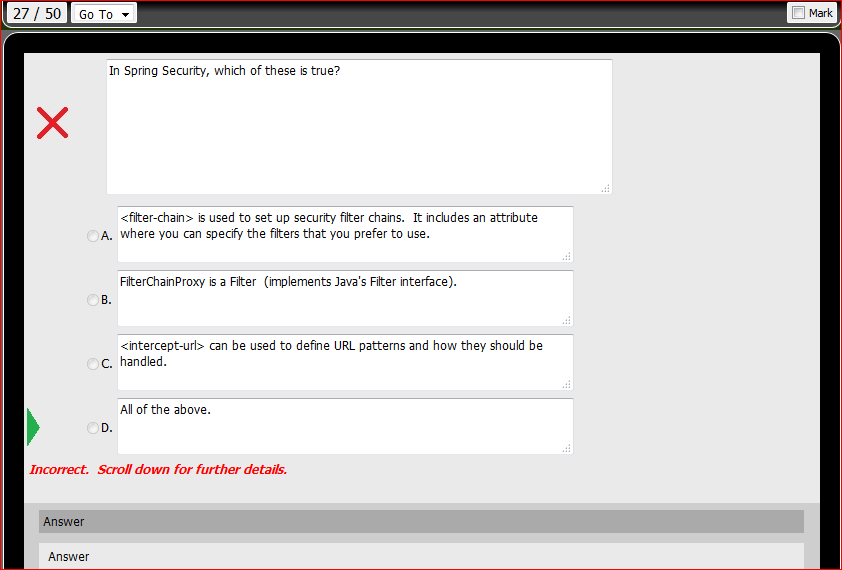 27 / 50 Go To Mark
In Spring Security, which of these is true?
A. <filter-chain> is used to set up security filter chains.  It includes an attribute
where you can specify the filters that you prefer to use.
B. FilterChainProxy is a Filter  (implements Java's Filter interface).
C. <intercept-url> can be used to define URL patterns and how they should be
handled.
D. All of the above.
Incorrect.  Scroll down for further details.
Answer
Answer